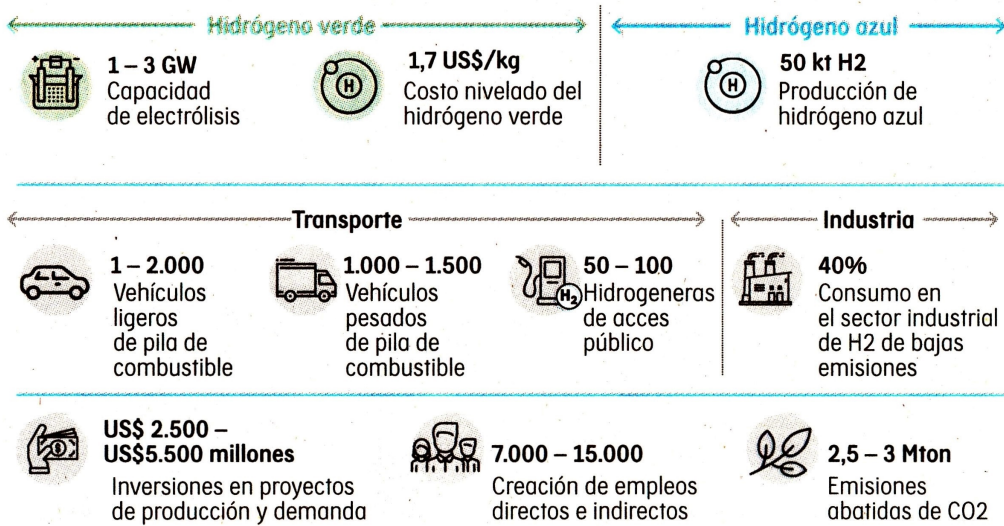 Hidrógeno verde
Hidrógeno azul
1 – 3 GW
Capacidad
de electrólisis
H
1,7 US$/kg
Costo nivelado del
hidrógeno verde
H
50 kt H2
Producción de
hidrógeno azul
Transporte
Industria
1 – 2.000
Vehículos
ligeros
de pila de
combustible
1.000 – 1.500
Vehículos
pesados
de pila de
combustible
H2
50 – 100
Hidrogeneras
de acces
público
40%
Consumo en
el sector industrial
de H2 de bajas
emisiones
$
US$ 2.500 –
US$5.500 millones
Inversiones en proyectos
de producción y demanda
7.000 – 15.000
Creación de empleos
directos e indirectos
2,5 – 3 Mton
Emisiones
abatidas de CO2